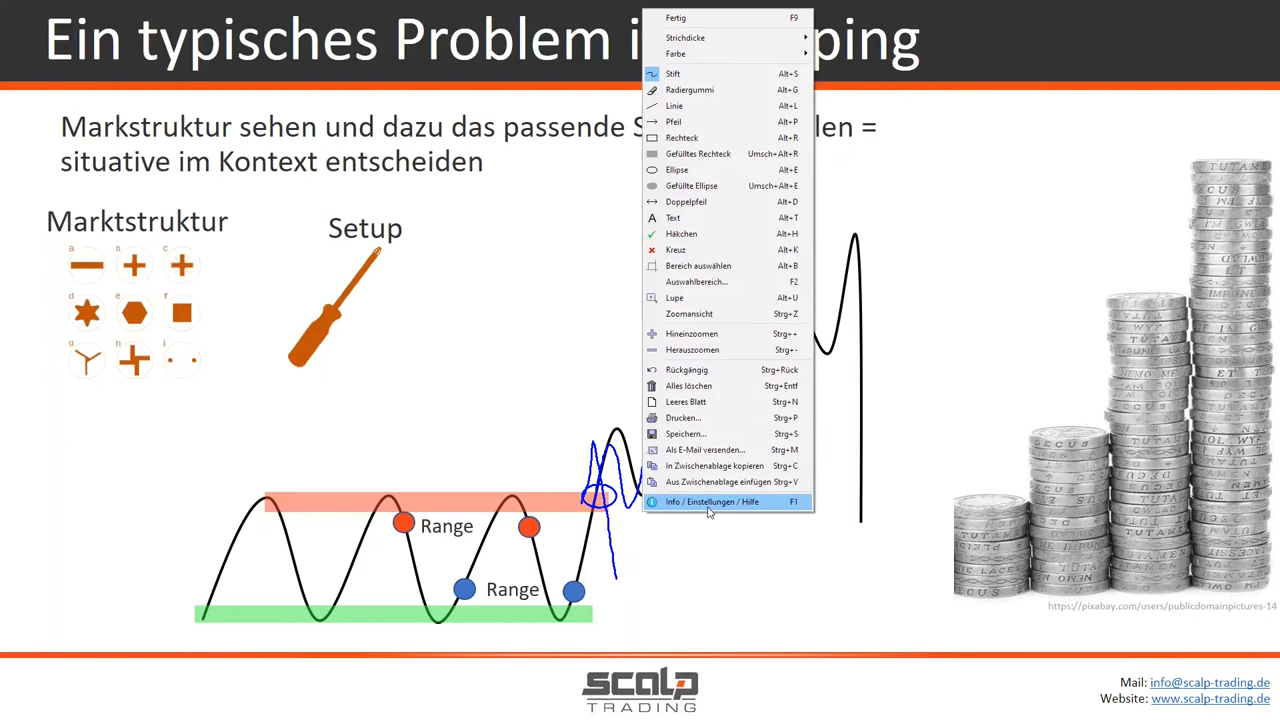 Ein typisches Problem i ping
Markstruktur sehen und dazu das passende S len =
situative im Kontext entscheiden
Marktstruktur
Setup
a b c
d e f
g h i
Fertig F9
Strichdicke
Farbe
Stift Alt+S
Radiergummi Alt+G
Linie Alt+L
Pfeil Alt+P
Rechteck Alt+R
Gefülltes Rechteck Umsch+Alt+R
Ellipse Alt+E
Gefüllte Ellipse Umsch+Alt+E
Doppelpfeil Alt+D
Text Alt+T
Häkchen Alt+H
Kreuz Alt+K
Bereich auswählen Alt+B
Auswahlbereich... F2
Lupe Alt+U
Zoomansicht Strg+Z
Hineinzoomen Strg++
Herauszoomen Strg+-
Rückgängig Strg+Rück
Alles löschen Strg+Entf
Leeres Blatt Strg+N
Drucken... Strg+P
Speichern... Strg+S
Als E-Mail versenden... Strg+M
In Zwischenablage kopieren Strg+C
Aus Zwischenablage einfügen Strg+V
Info / Einstellungen / Hilfe F1
Range
Range
https://pixabay.com/users/publicdomainpictures-14
SCALP
TRADING
Mail: info@scalp-trading.de
Website: www.scalp-trading.de